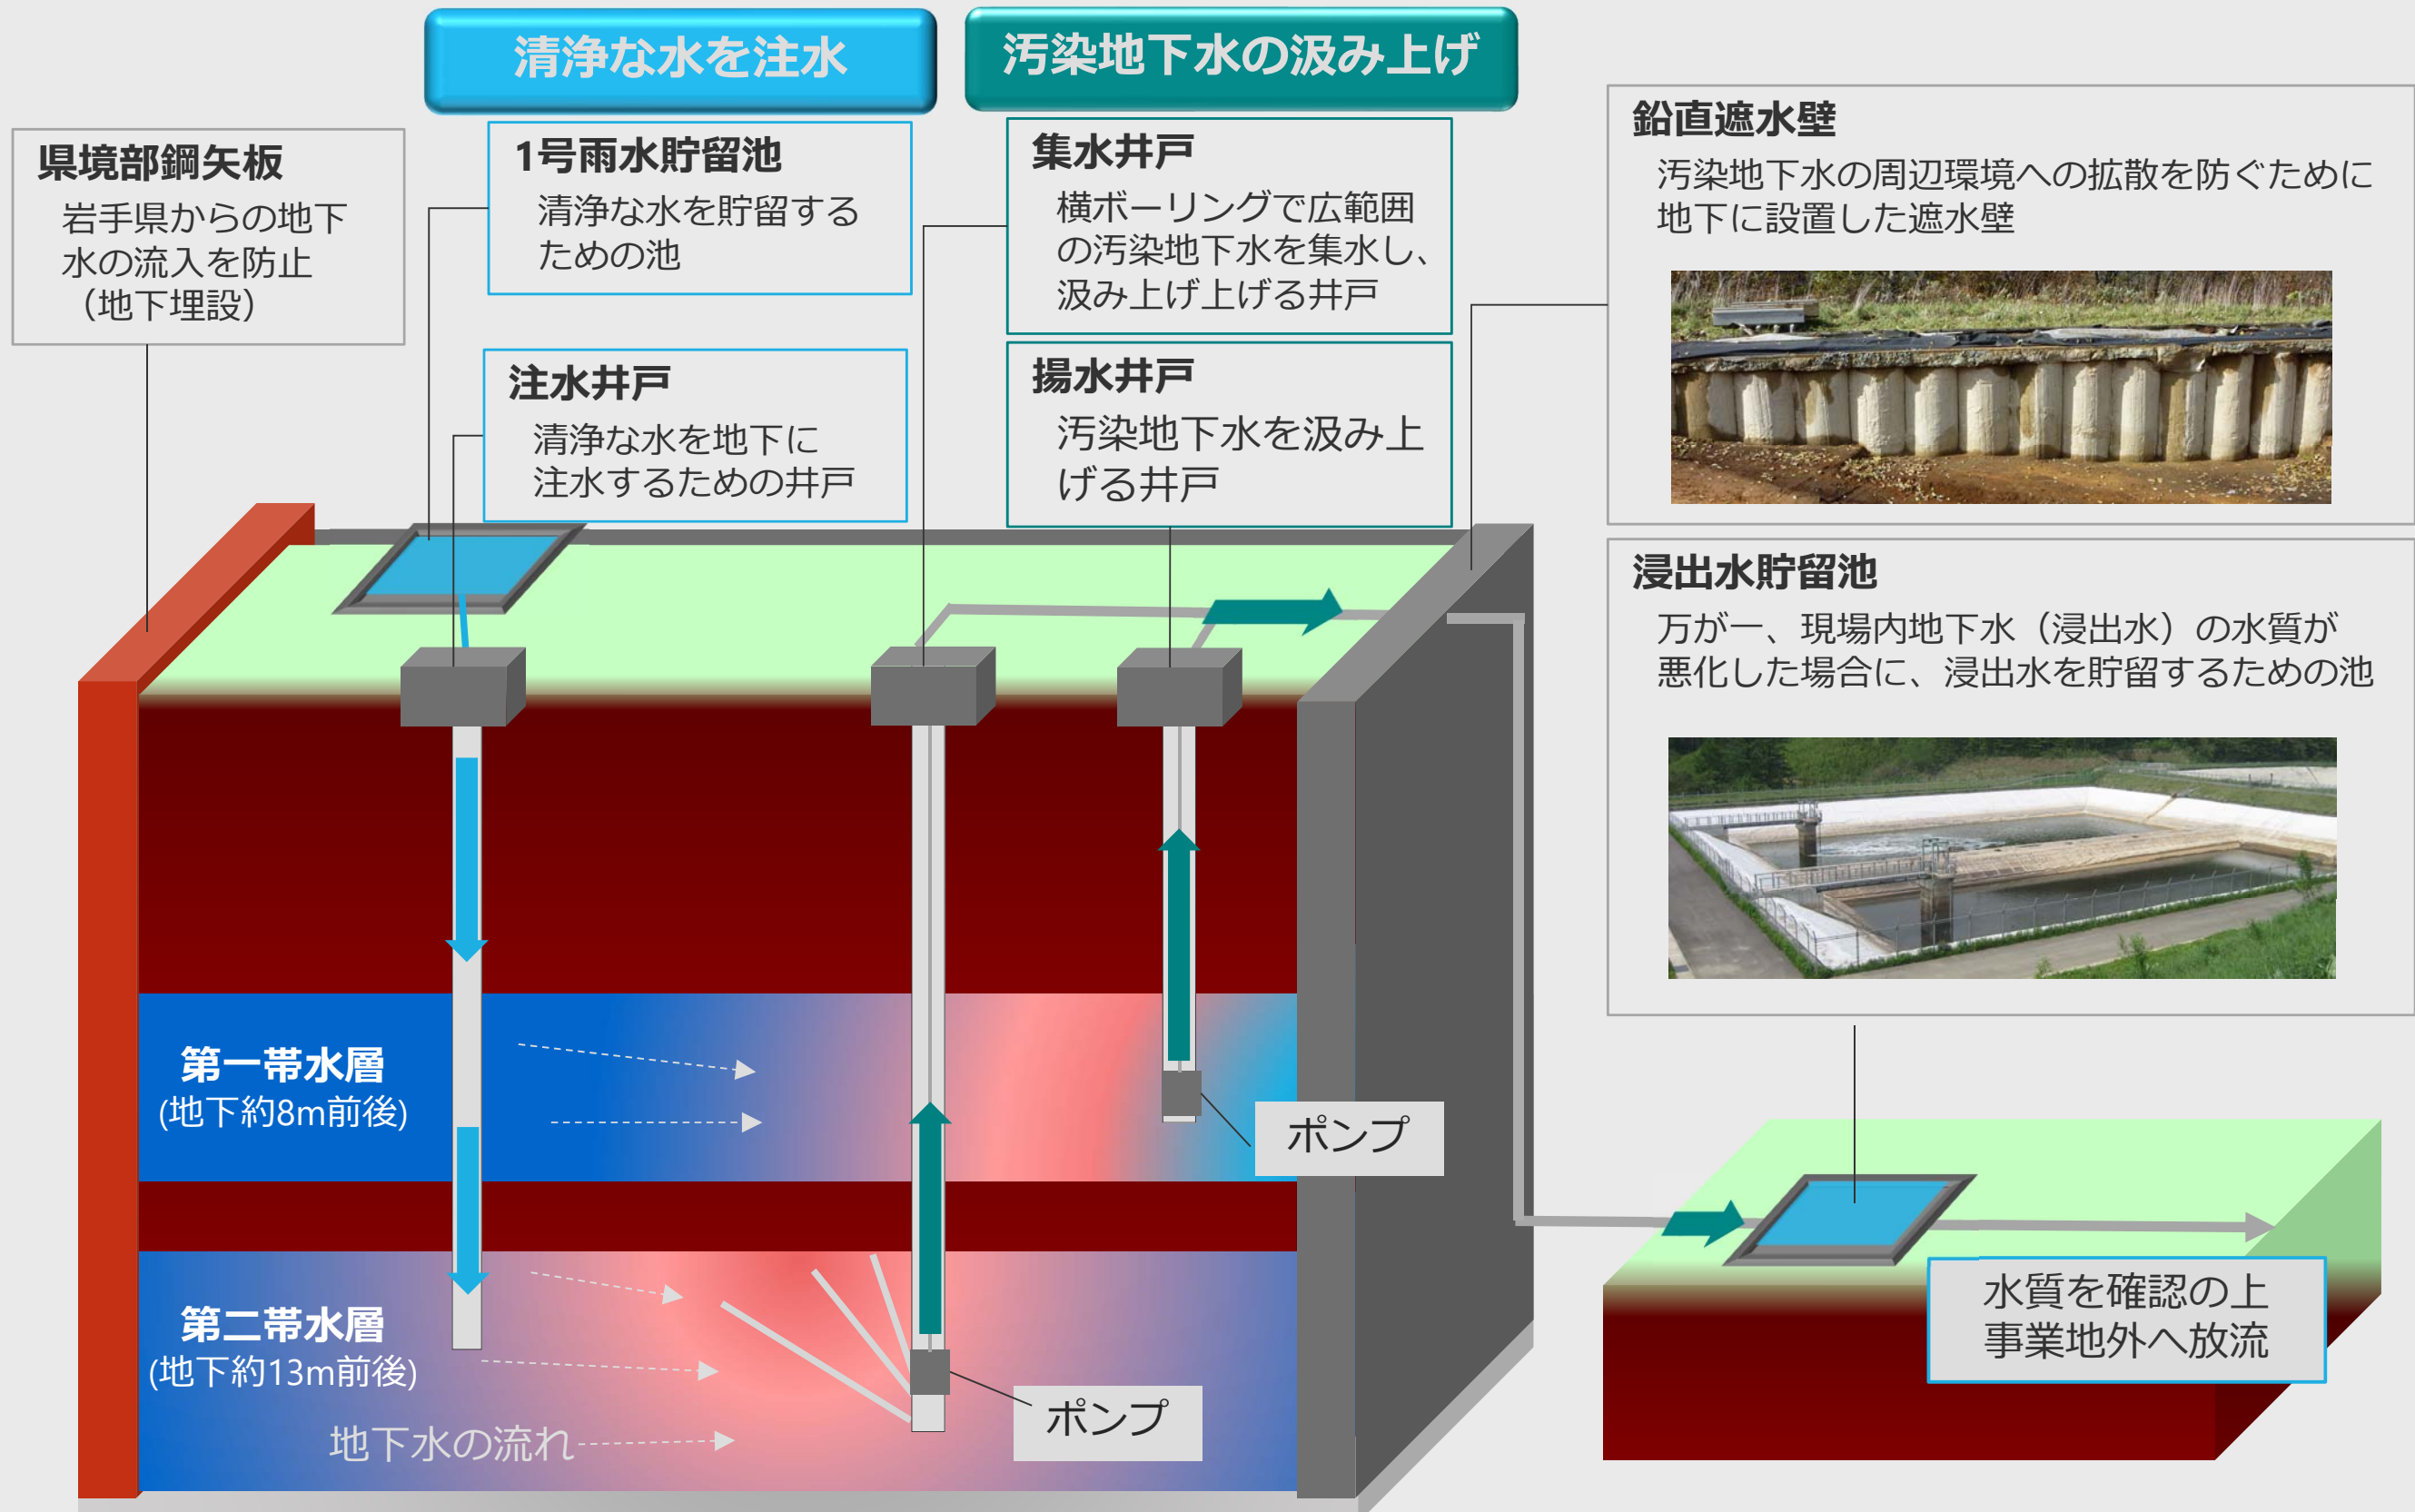 清浄な水を注水
汚染地下水の汲み上げ
県境部鋼矢板
岩手県からの地下
水の流入を防止
（地下埋設）
1号雨水貯留池
清浄な水を貯留する
ための池
注水井戸
清浄な水を地下に
注水するための井戸
集水井戸
横ボーリングで広範囲
の汚染地下水を集水し、
汲み上げ上げる井戸
揚水井戸
汚染地下水を汲み上
げる井戸
鉛直遮水壁
汚染地下水の周辺環境への拡散を防ぐために
地下に設置した遮水壁
浸出水貯留池
万が一、現場内地下水（浸出水）の水質が
悪化した場合に、浸出水を貯留するための池
第一帯水層
(地下約8m前後)
ポンプ
第二帯水層
(地下約13m前後)
地下水の流れ
ポンプ
水質を確認の上
事業地外へ放流